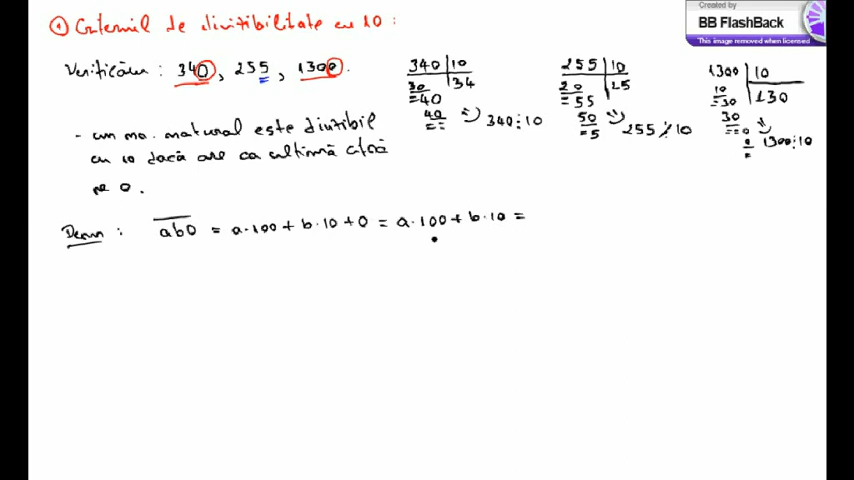 Created by
BB FlashBack
This image removed when licensed
① Criteriul de divizibilitate cu 10 :
Verificăm : 340 , 255 , 1300 .
340 | 10
30 | 34
=40
40
==
=> 340 ⋮ 10
255 | 10
20 | 25
=55
50
=5
=> 255 ⋮̸ 10
1300 | 10
10 | 130
=30
30
==0
0
=
=> 1300 ⋮ 10
- un nr. natural este divizibil
cu 10 dacă are ca ultimă cifră
pe 0 .
Dem : ab0 = a·100 + b·10 + 0 = a·100 + b·10 =